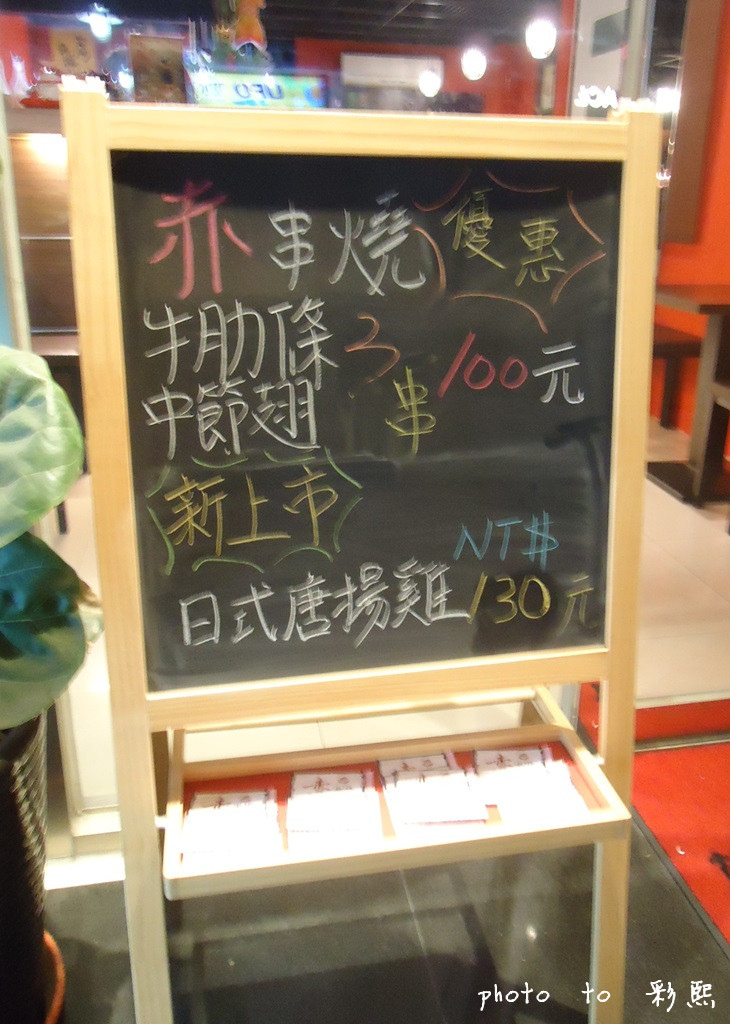 UFO
赤串燒 優惠
牛肋條 3 100元
中節翅 串
新上市
NT$
日式唐揚雞 130元
photo to 彩熙